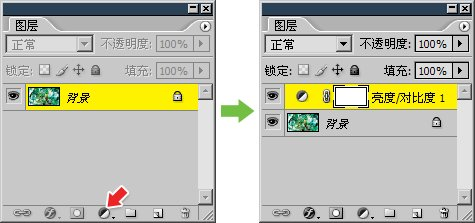 图层
正常
不透明度:
100%
锁定:
填充:
100%
背景
图层
正常
不透明度:
100%
锁定:
填充:
100%
亮度/对比度 1
背景